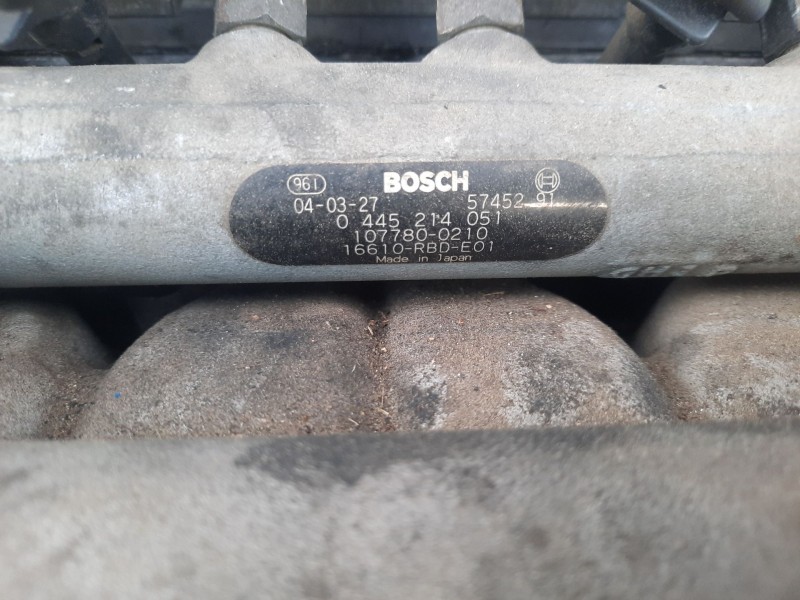 961 BOSCH
04-03-27 57452 91
0 445 214 051
107780-0210
16610-RBD-E01
Made in Japan